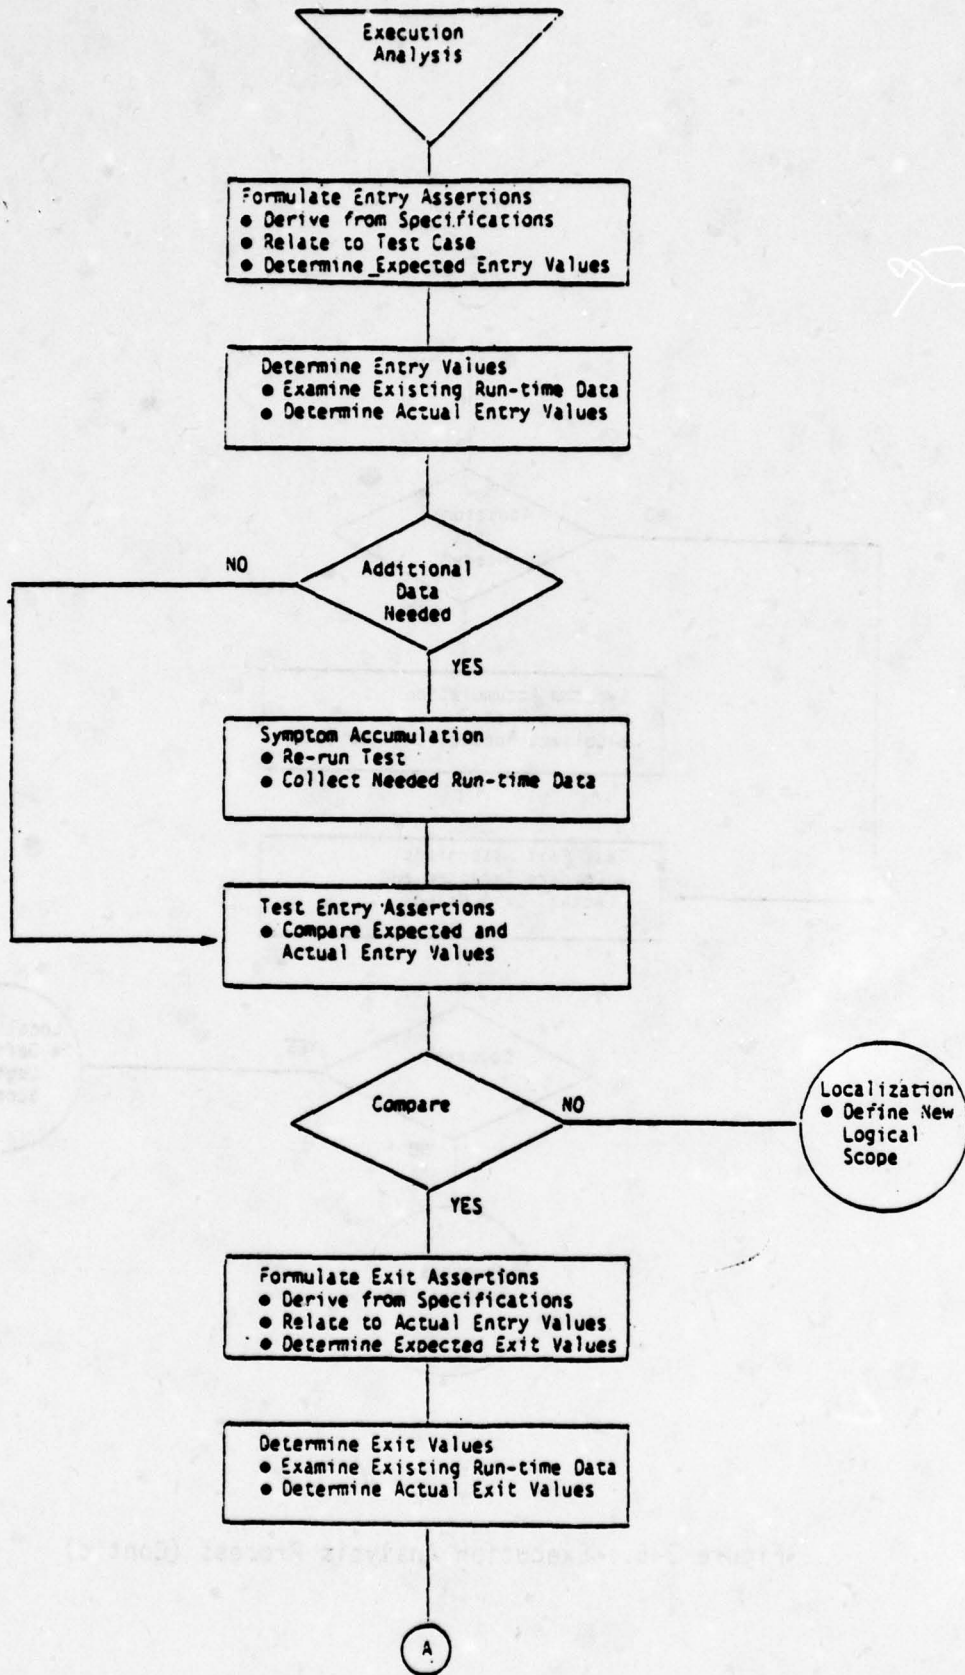 Execution
Analysis
Formulate Entry Assertions
● Derive from Specifications
● Relate to Test Case
● Determine Expected Entry Values
Determine Entry Values
● Examine Existing Run-time Data
● Determine Actual Entry Values
NO
Additional
Data
Needed
YES
Symptom Accumulation
● Re-run Test
● Collect Needed Run-time Data
Test Entry Assertions
● Compare Expected and
Actual Entry Values
Compare
NO
Localization
● Define New
Logical
Scope
YES
Formulate Exit Assertions
● Derive from Specifications
● Relate to Actual Entry Values
● Determine Expected Exit Values
Determine Exit Values
● Examine Existing Run-time Data
● Determine Actual Exit Values
A